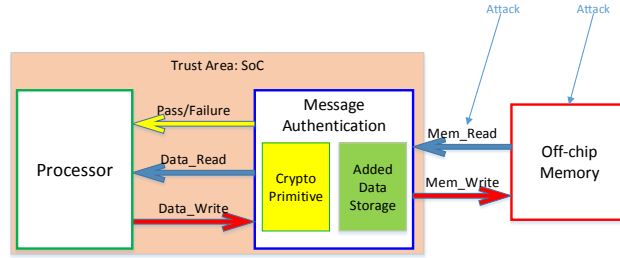 Attack
Attack
Trust Area: SoC
Processor
Pass/Failure
Data_Read
Data_Write
Message
Authentication
Crypto
Primitive
Added
Data
Storage
Mem_Read
Mem_Write
Off-chip
Memory